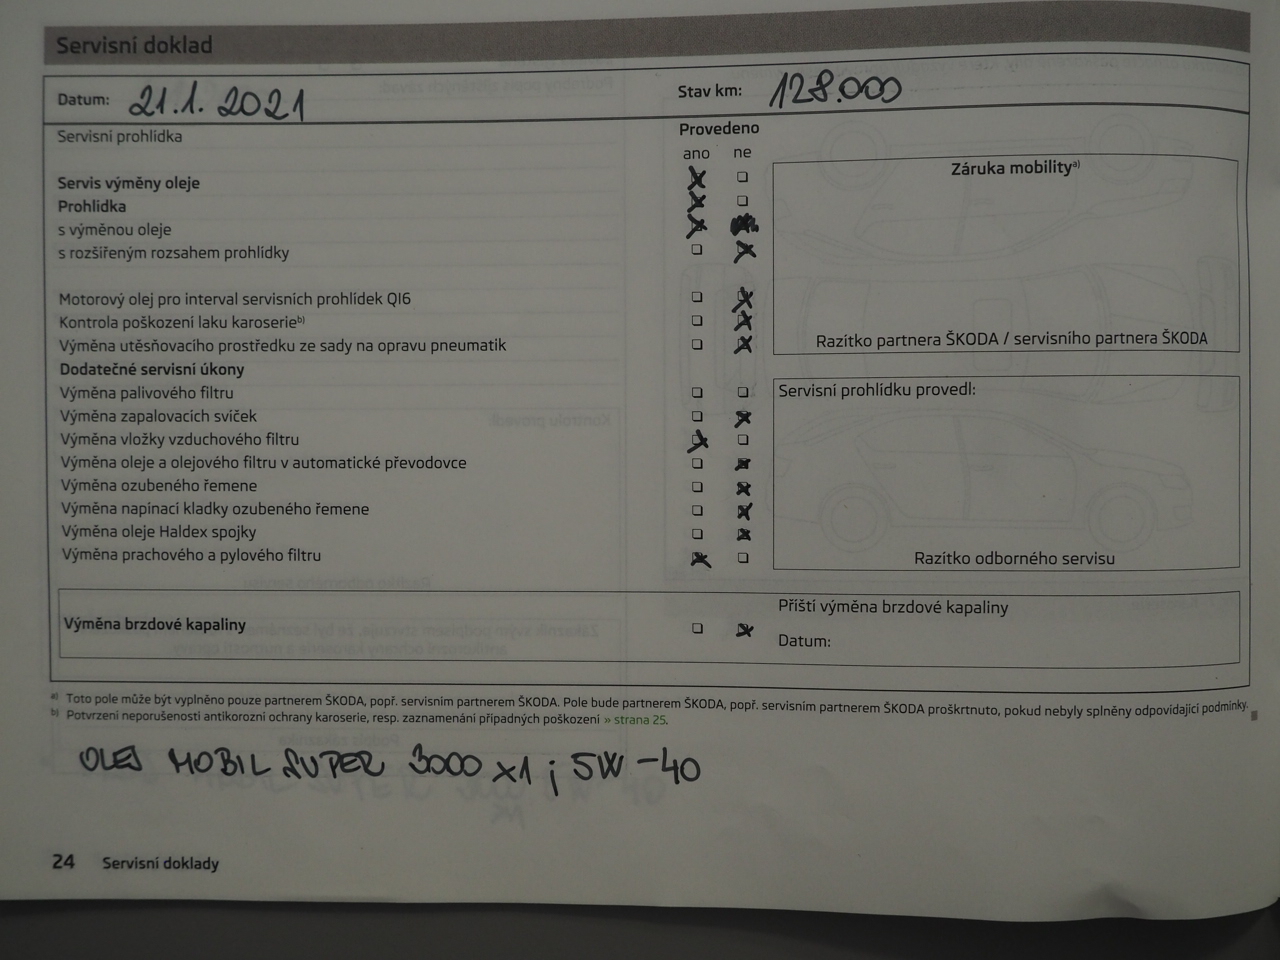 Servisní doklad
Datum: 21.1.2021 Stav km: 128.000
Servisní prohlídka Provedeno
ano ne
Servis výměny oleje
Prohlídka
s výměnou oleje
s rozšířeným rozsahem prohlídky
Motorový olej pro interval servisních prohlídek QI6
Kontrola poškození laku karoserie b)
Výměna utěsňovacího prostředku ze sady na opravu pneumatik
Dodatečné servisní úkony
Výměna palivového filtru
Výměna zapalovacích svíček
Výměna vložky vzduchového filtru
Výměna oleje a olejového filtru v automatické převodovce
Výměna ozubeného řemene
Výměna napínací kladky ozubeného řemene
Výměna oleje Haldex spojky
Výměna prachového a pylového filtru
Záruka mobility a)
Razítko partnera ŠKODA / servisního partnera ŠKODA
Servisní prohlídku provedl:
Razítko odborného servisu
Výměna brzdové kapaliny
Příští výměna brzdové kapaliny
Datum:
a) Toto pole může být vyplněno pouze partnerem ŠKODA, popř. servisním partnerem ŠKODA. Pole bude partnerem ŠKODA, popř. servisním partnerem ŠKODA proškrtnuto, pokud nebyly splněny odpovídající podmínky.
b) Potvrzení neporušenosti antikorozní ochrany karoserie, resp. zaznamenání případných poškození » strana 25.
OLEJ MOBIL SUPER 3000 x1 ; 5W-40
24 Servisní doklady